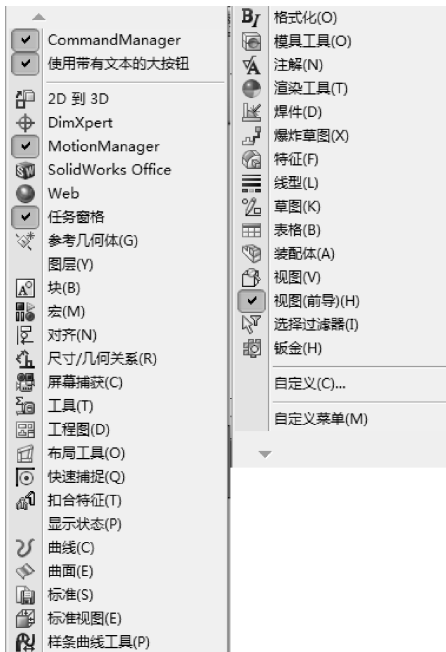 CommandManager
使用带有文本的大按钮
2D 到 3D
DimXpert
MotionManager
SolidWorks Office
Web
任务窗格
参考几何体(G)
图层(Y)
块(B)
宏(M)
对齐(N)
尺寸/几何关系(R)
屏幕捕获(C)
工具(T)
工程图(D)
布局工具(O)
快速捕捉(Q)
扣合特征(T)
显示状态(P)
曲线(C)
曲面(E)
标准(S)
标准视图(E)
样条曲线工具(P)
格式化(O)
模具工具(O)
注解(N)
渲染工具(T)
焊件(D)
爆炸草图(X)
特征(F)
线型(L)
草图(K)
表格(B)
装配体(A)
视图(V)
视图(前导)(H)
选择过滤器(I)
钣金(H)
自定义(C)...
自定义菜单(M)